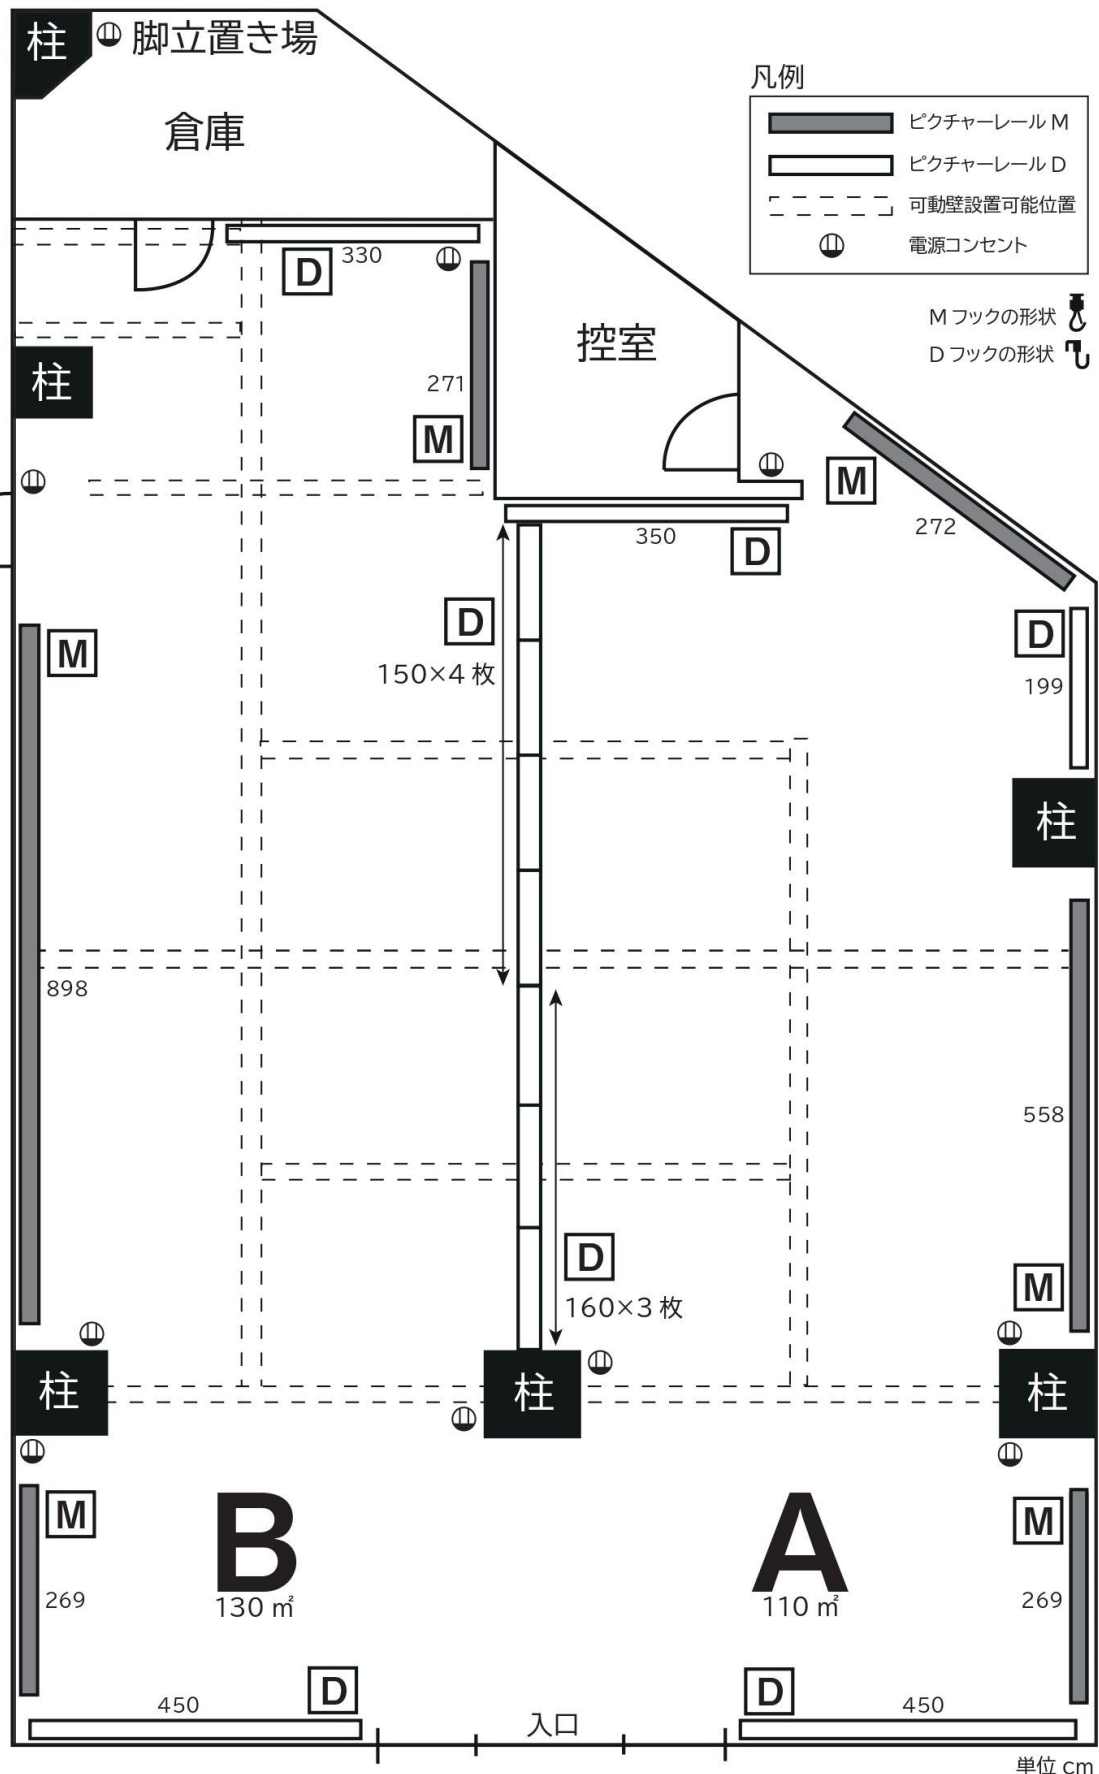 柱 脚立置き場
倉庫
凡例
ピクチャーレール M
ピクチャーレール D
可動壁設置可能位置
電源コンセント
M フックの形状
D フックの形状
330
D
控室
柱
271
M
M
272
350
D
D
150×4 枚
M
D
199
柱
898
558
D
160×3 枚
M
柱
柱
柱
M
269
B
130 ㎡
A
110 ㎡
M
269
D
450
入口
D
450
単位 cm